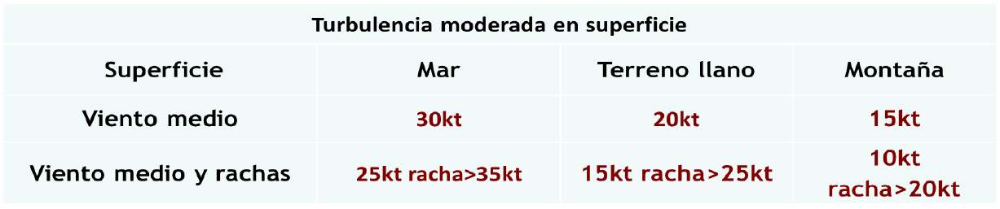 Turbulencia moderada en superficie
Superficie Mar Terreno llano Montaña
Viento medio 30kt 20kt 15kt
Viento medio y rachas 25kt racha>35kt 15kt racha>25kt 10kt
racha>20kt